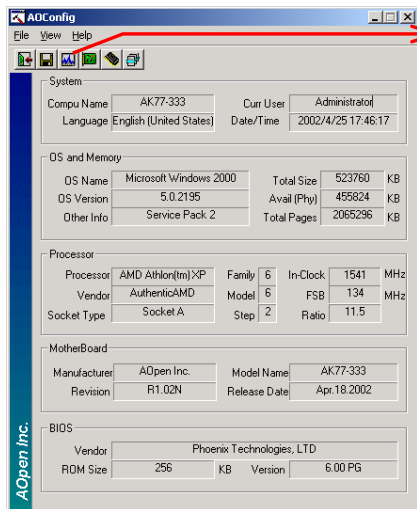 AOConfig
File View Help
System
Compu Name AK77-333 Curr User Administrator
Language English (United States) Date/Time 2002/4/25 17:46:17
OS and Memory
OS Name Microsoft Windows 2000 Total Size 523760 KB
OS Version 5.0.2195 Avail (Phy) 455824 KB
Other Info Service Pack 2 Total Pages 2065296 KB
Processor
Processor AMD Athlon(tm) XP Family 6 In-Clock 1541 MHz
Vendor AuthenticAMD Model 6 FSB 134 MHz
Socket Type Socket A Step 2 Ratio 11.5
MotherBoard
Manufacturer AOpen Inc. Model Name AK77-333
Revision R1.02N Release Date Apr.18.2002
BIOS
Vendor Phoenix Technologies, LTD
ROM Size 256 KB Version 6.00 PG
AOpen Inc.